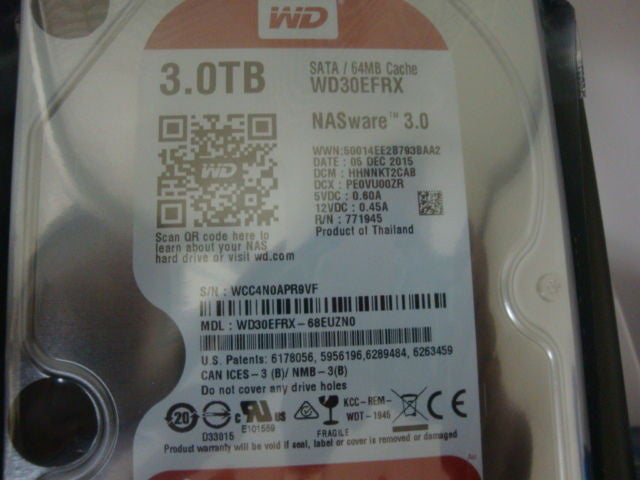 WD
3.0TB
SATA / 64MB Cache
WD30EFRX
NASware™ 3.0
WD
WWN:50014EE2B793BAA2
DATE : 05 DEC 2015
DCM : HHNNKT2CAB
DCX : PE0VU00ZR
5VDC : 0.60A
12VDC : 0.45A
R/N : 771945
Product of Thailand
Scan QR code here to
learn about your NAS
hard drive or visit wd.com
S/N : WCC4N0APR9VF
MDL : WD30EFRX-68EUZN0
U.S. Patents: 6178056, 5956196,6289484, 6263459
CAN ICES-3 (B)/ NMB-3(B)
Do not cover any drive holes
20
D33015
c US
E101559
FRAGILE
KCC-REM-
WDT-1945
CE
Product warranty will be void if seal, label or cover is removed or damaged